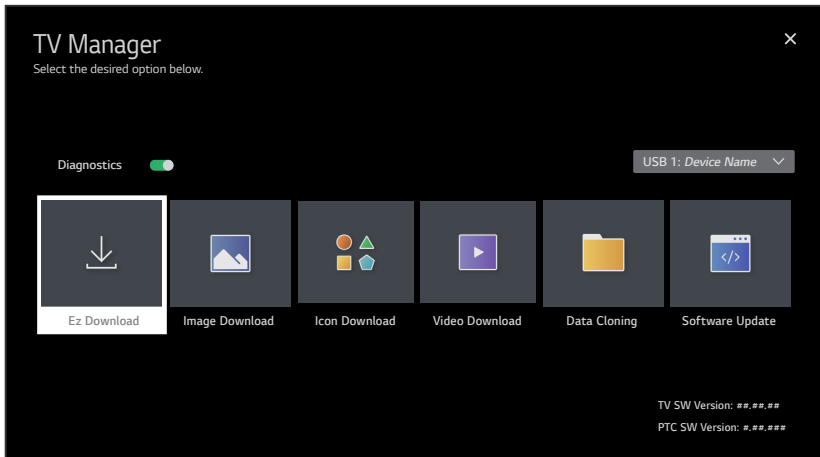 TV Manager
Select the desired option below.
Diagnostics
USB 1: Device Name
</>
Ez Download
Image Download
Icon Download
Video Download
Data Cloning
Software Update
TV SW Version: ##.##.##
PTC SW Version: #.##.###